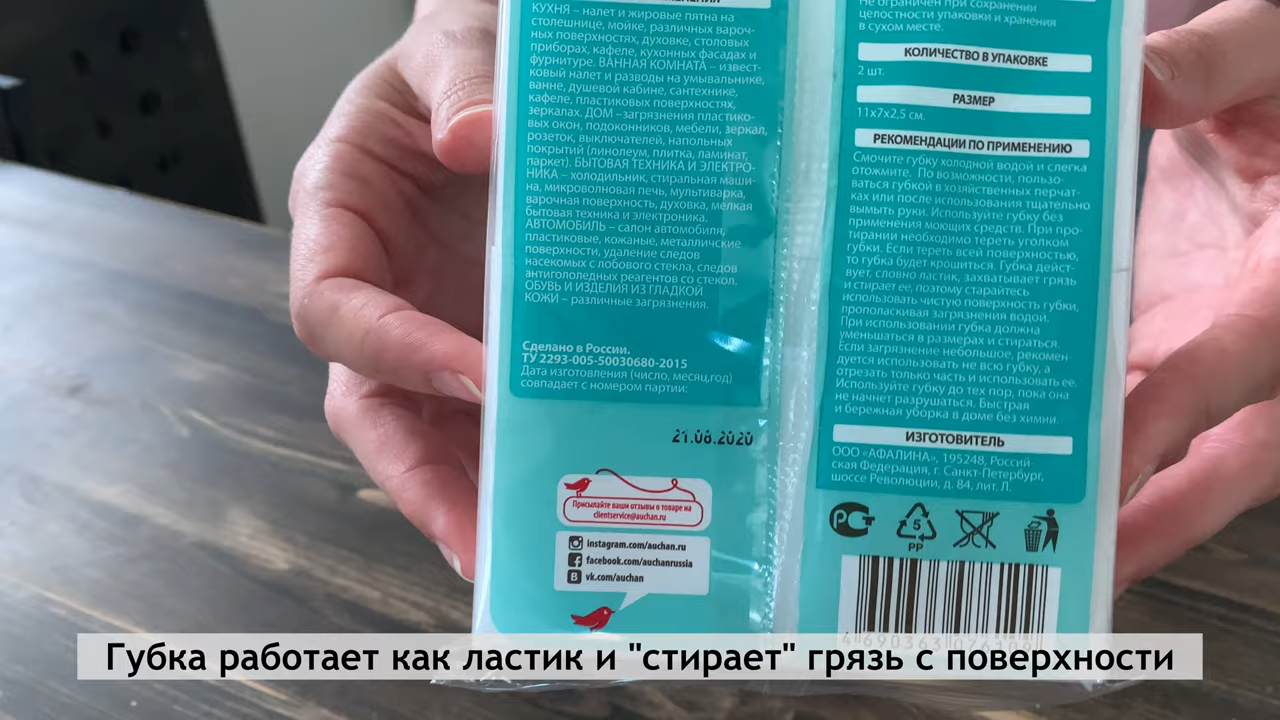 КУХНЯ – налет и жировые пятна на
столешнице, мойке, различных вароч-
ных поверхностях, духовке, столовых
приборах, кафеле, кухонных фасадах и
фурнитуре. ВАННАЯ КОМНАТА – извест-
ковый налет и разводы на умывальнике,
ванне, душевой кабине, сантехнике,
кафеле, пластиковых поверхностях,
зеркалах. ДОМ –загрязнения пластико-
вых окон, подоконников, мебели, зеркал,
розеток, выключателей, напольных
покрытий (линолеум, плитка, ламинат,
паркет). БЫТОВАЯ ТЕХНИКА И ЭЛЕКТРО-
НИКА – холодильник, стиральная маши-
на, микроволновая печь, мультиварка,
варочная поверхность, духовка, мелкая
бытовая техника и электроника.
АВТОМОБИЛЬ – салон автомобиля,
пластиковые, кожаные, металличские
поверхности, удаление следов
насекомых с лобового стекла, следов
антигололедных реагентов со стекол.
ОБУВЬ И ИЗДЕЛИЯ ИЗ ГЛАДКОЙ
КОЖИ – различные загрязнения.
Сделано в России.
ТУ 2293-005-50030680-2015
Дата изготовления (число, месяц,год)
совпадает с номером партии:
21.08.2020
Присылайте ваши отзывы о товаре на
clientservice@auchan.ru
instagram.com/auchan.ru
facebook.com/auchanrussia
vk.com/auchan
Не ограничен при сохранении
целостности упаковки и хранения
в сухом месте.
КОЛИЧЕСТВО В УПАКОВКЕ
2 шт.
РАЗМЕР
11x7x2,5 см.
РЕКОМЕНДАЦИИ ПО ПРИМЕНЕНИЮ
Смочите губку холодной водой и слегка
отожмите. По возможности, пользо-
ваться губкой в хозяйственных перчат-
ках или после использования тщательно
вымыть руки. Используйте губку без
применения моющих средств. При про-
тирании необходимо тереть уголком
губки. Если тереть всей поверхностью,
то губка будет крошиться. Губка дейст-
вует, словно ластик, захватывает грязь
и стирает ее, поэтому старайтесь
использовать чистую поверхность губки,
прополаскивая загрязнения водой.
При использовании губка должна
уменьшаться в размерах и стираться.
Если загрязнение небольшое, рекомен-
дуется использовать не всю губку, а
отрезать только часть и использовать ее.
Используйте губку до тех пор, пока она
не начнет разрушаться. Быстрая
и бережная уборка в доме без химии.
ИЗГОТОВИТЕЛЬ
ООО «АФАЛИНА», 195248, Россий-
ская Федерация, г. Санкт-Петербург,
шоссе Революции, д. 84, лит. Л.
РСТ
5
PP
Губка работает как ластик и "стирает" грязь с поверхности